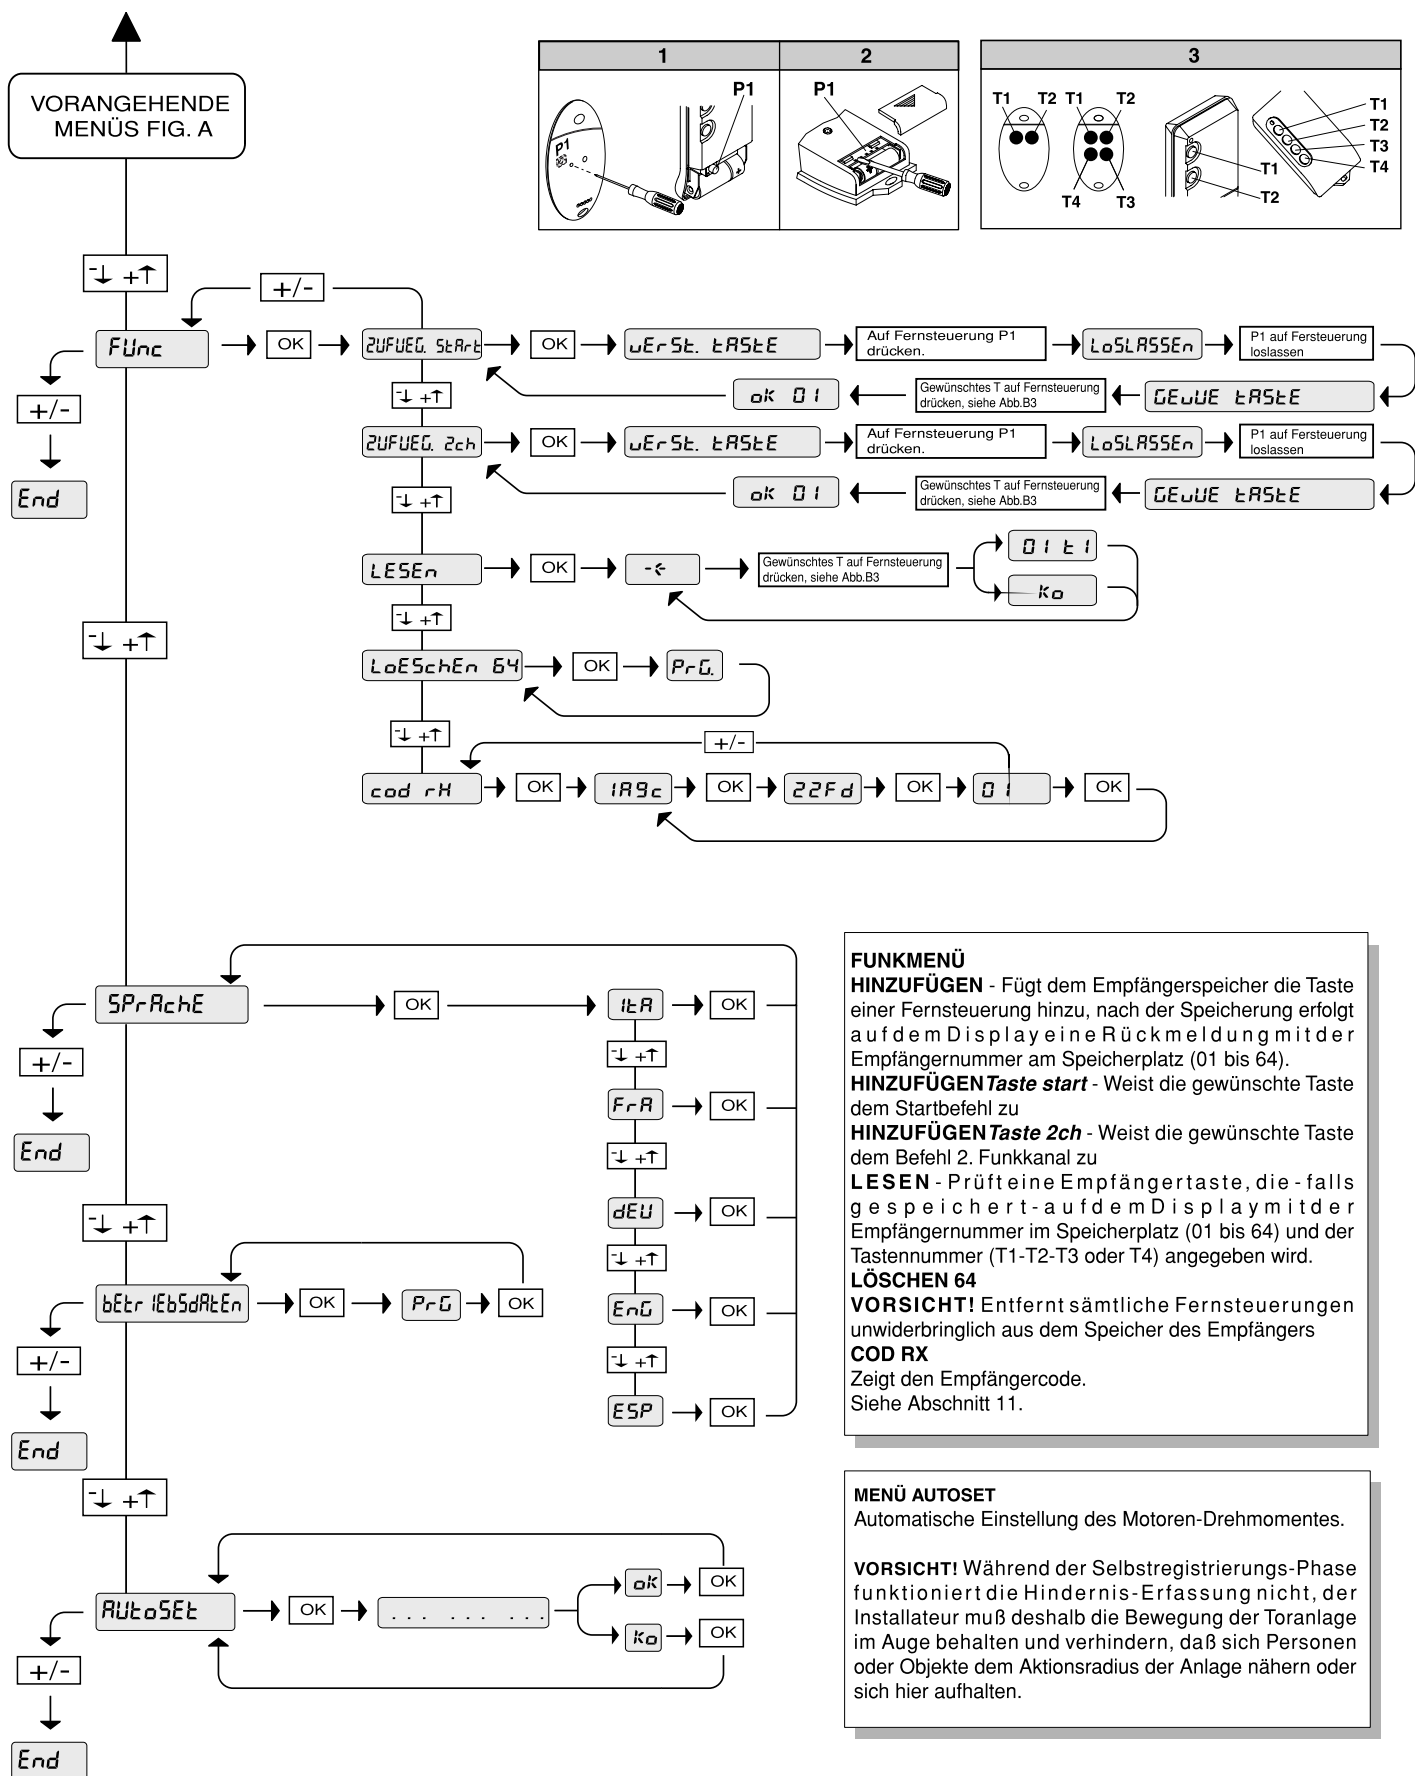 VORANGEHENDE
MENÜS FIG. A
1
2
3
P1
P1
P1
T1
T2
T1
T2
T4
T3
T1
T2
T1
T2
T3
T4
-↓ +↑
+/-
FUnc
OK
ZUFUEG. StArt
OK
vErSt. tAStE
Auf Fernsteuerung P1
drücken.
LoSLASSEn
P1 auf Fersteuerung
loslassen
+/-
-↓ +↑
oK 01
Gewünschtes T auf Fernsteuerung
drücken, siehe Abb.B3
GEwUE tAStE
End
ZUFUEG. 2ch
OK
vErSt. tAStE
Auf Fernsteuerung P1
drücken.
LoSLASSEn
P1 auf Fersteuerung
loslassen
-↓ +↑
oK 01
Gewünschtes T auf Fernsteuerung
drücken, siehe Abb.B3
GEwUE tAStE
LESEn
OK
-<-
Gewünschtes T auf Fernsteuerung
drücken, siehe Abb.B3
01 t1
Ko
-↓ +↑
-↓ +↑
LoESchEn 64
OK
PrG.
-↓ +↑
+/-
cod rH
OK
1A9c
OK
22Fd
OK
01
OK
SPrAchE
OK
ItA
OK
+/-
-↓ +↑
End
FrA
OK
-↓ +↑
-↓ +↑
dEU
OK
-↓ +↑
bEtrIEbSdAtEn
OK
PrG
OK
EnG
OK
+/-
-↓ +↑
End
ESP
OK
-↓ +↑
AUtoSEt
OK
... ... ...
oK
OK
Ko
OK
+/-
End
FUNKMENÜ
HINZUFÜGEN - Fügt dem Empfängerspeicher die Taste
einer Fernsteuerung hinzu, nach der Speicherung erfolgt
auf dem Display eine Rückmeldung mit der
Empfängernummer am Speicherplatz (01 bis 64).
HINZUFÜGEN Taste start - Weist die gewünschte Taste
dem Startbefehl zu
HINZUFÜGEN Taste 2ch - Weist die gewünschte Taste
dem Befehl 2. Funkkanal zu
LESEN - Prüft eine Empfängertaste, die - falls
gespeichert - auf dem Display mit der
Empfängernummer im Speicherplatz (01 bis 64) und der
Tastennummer (T1-T2-T3 oder T4) angegeben wird.
LÖSCHEN 64
VORSICHT! Entfernt sämtliche Fernsteuerungen
unwiderbringlich aus dem Speicher des Empfängers
COD RX
Zeigt den Empfängercode.
Siehe Abschnitt 11.
MENÜ AUTOSET
Automatische Einstellung des Motoren-Drehmomentes.
VORSICHT! Während der Selbstregistrierungs-Phase
funktioniert die Hindernis-Erfassung nicht, der
Installateur muß deshalb die Bewegung der Toranlage
im Auge behalten und verhindern, daß sich Personen
oder Objekte dem Aktionsradius der Anlage nähern oder
sich hier aufhalten.